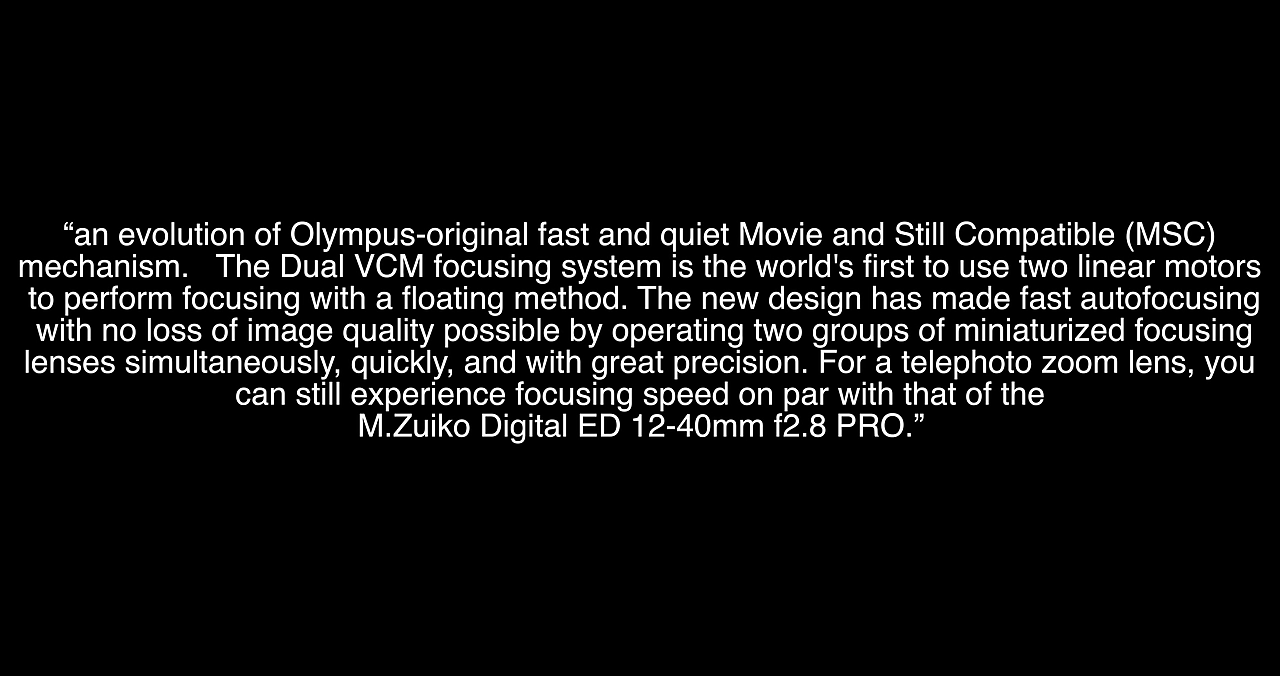 “an evolution of Olympus-original fast and quiet Movie and Still Compatible (MSC)
mechanism.   The Dual VCM focusing system is the world's first to use two linear motors
to perform focusing with a floating method. The new design has made fast autofocusing
with no loss of image quality possible by operating two groups of miniaturized focusing
lenses simultaneously, quickly, and with great precision. For a telephoto zoom lens, you
can still experience focusing speed on par with that of the
M.Zuiko Digital ED 12-40mm f2.8 PRO.”